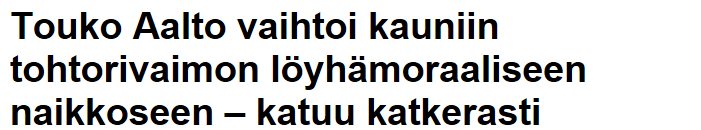 Touko Aalto vaihtoi kauniin
tohtorivaimon löyhämoraaliseen
naikkoseen – katuu katkerasti